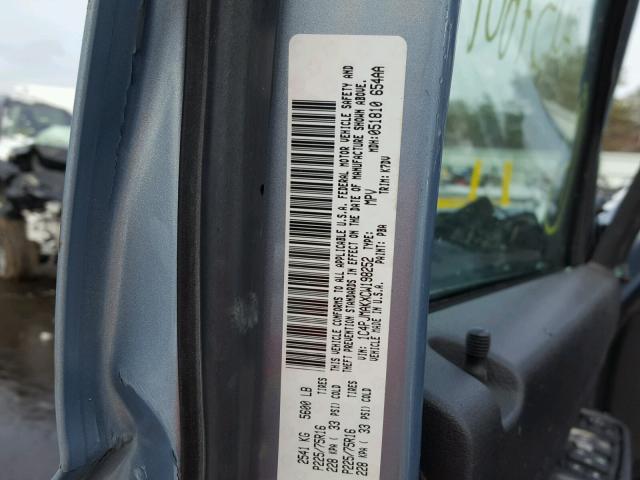 2541 KG 5600 LB
P225/75R16 TIRES
228 KPA ( 33 PSI) COLD
P225/75R16 TIRES
228 KPA ( 33 PSI) COLD
THIS VEHICLE CONFORMS TO ALL APPLICABLE U.S.A. FEDERAL MOTOR VEHICLE SAFETY AND
THEFT PREVENTION STANDARDS IN EFFECT ON THE DATE OF MANUFACTURE SHOWN ABOVE.
VIN: 1C4PJMAKXCW198252 TYPE: MPV MDH: 051810 654AA
VEHICLE MADE IN U.S.A. PAINT: PBA TRIM: K7DV